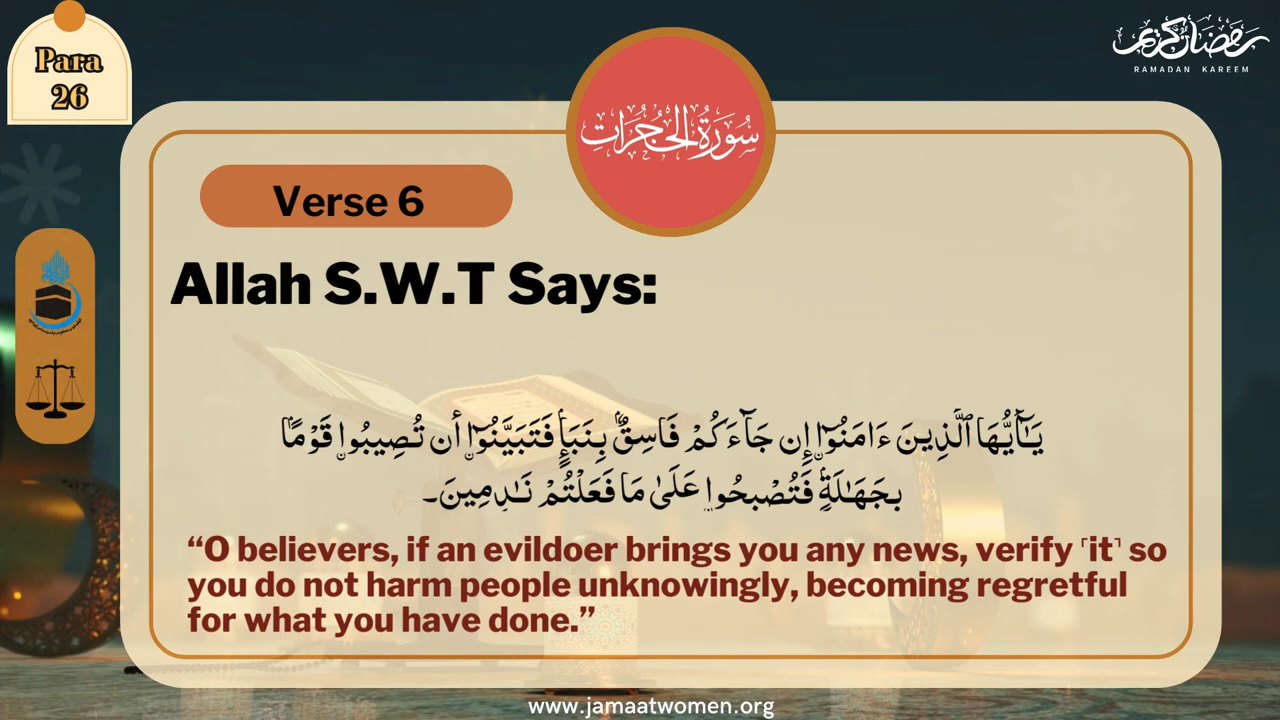 Para
26
رمضان كريم
RAMADAN KAREEM
سُورَةُ الحُجُرَات
Verse 6
Allah S.W.T Says:
يَـٰٓأَيُّهَا ٱلَّذِينَ ءَامَنُوٓا۟ إِن جَآءَكُمْ فَاسِقٌۢ بِنَبَإٍۢ فَتَبَيَّنُوٓا۟ أَن تُصِيبُوا۟ قَوْمًۢا
بِجَهَـٰلَةٍۢ فَتُصْبِحُوا۟ عَلَىٰ مَا فَعَلْتُمْ نَـٰدِمِينَ۔
“O believers, if an evildoer brings you any news, verify ˹it˺ so
you do not harm people unknowingly, becoming regretful
for what you have done.”
www.jamaatwomen.org